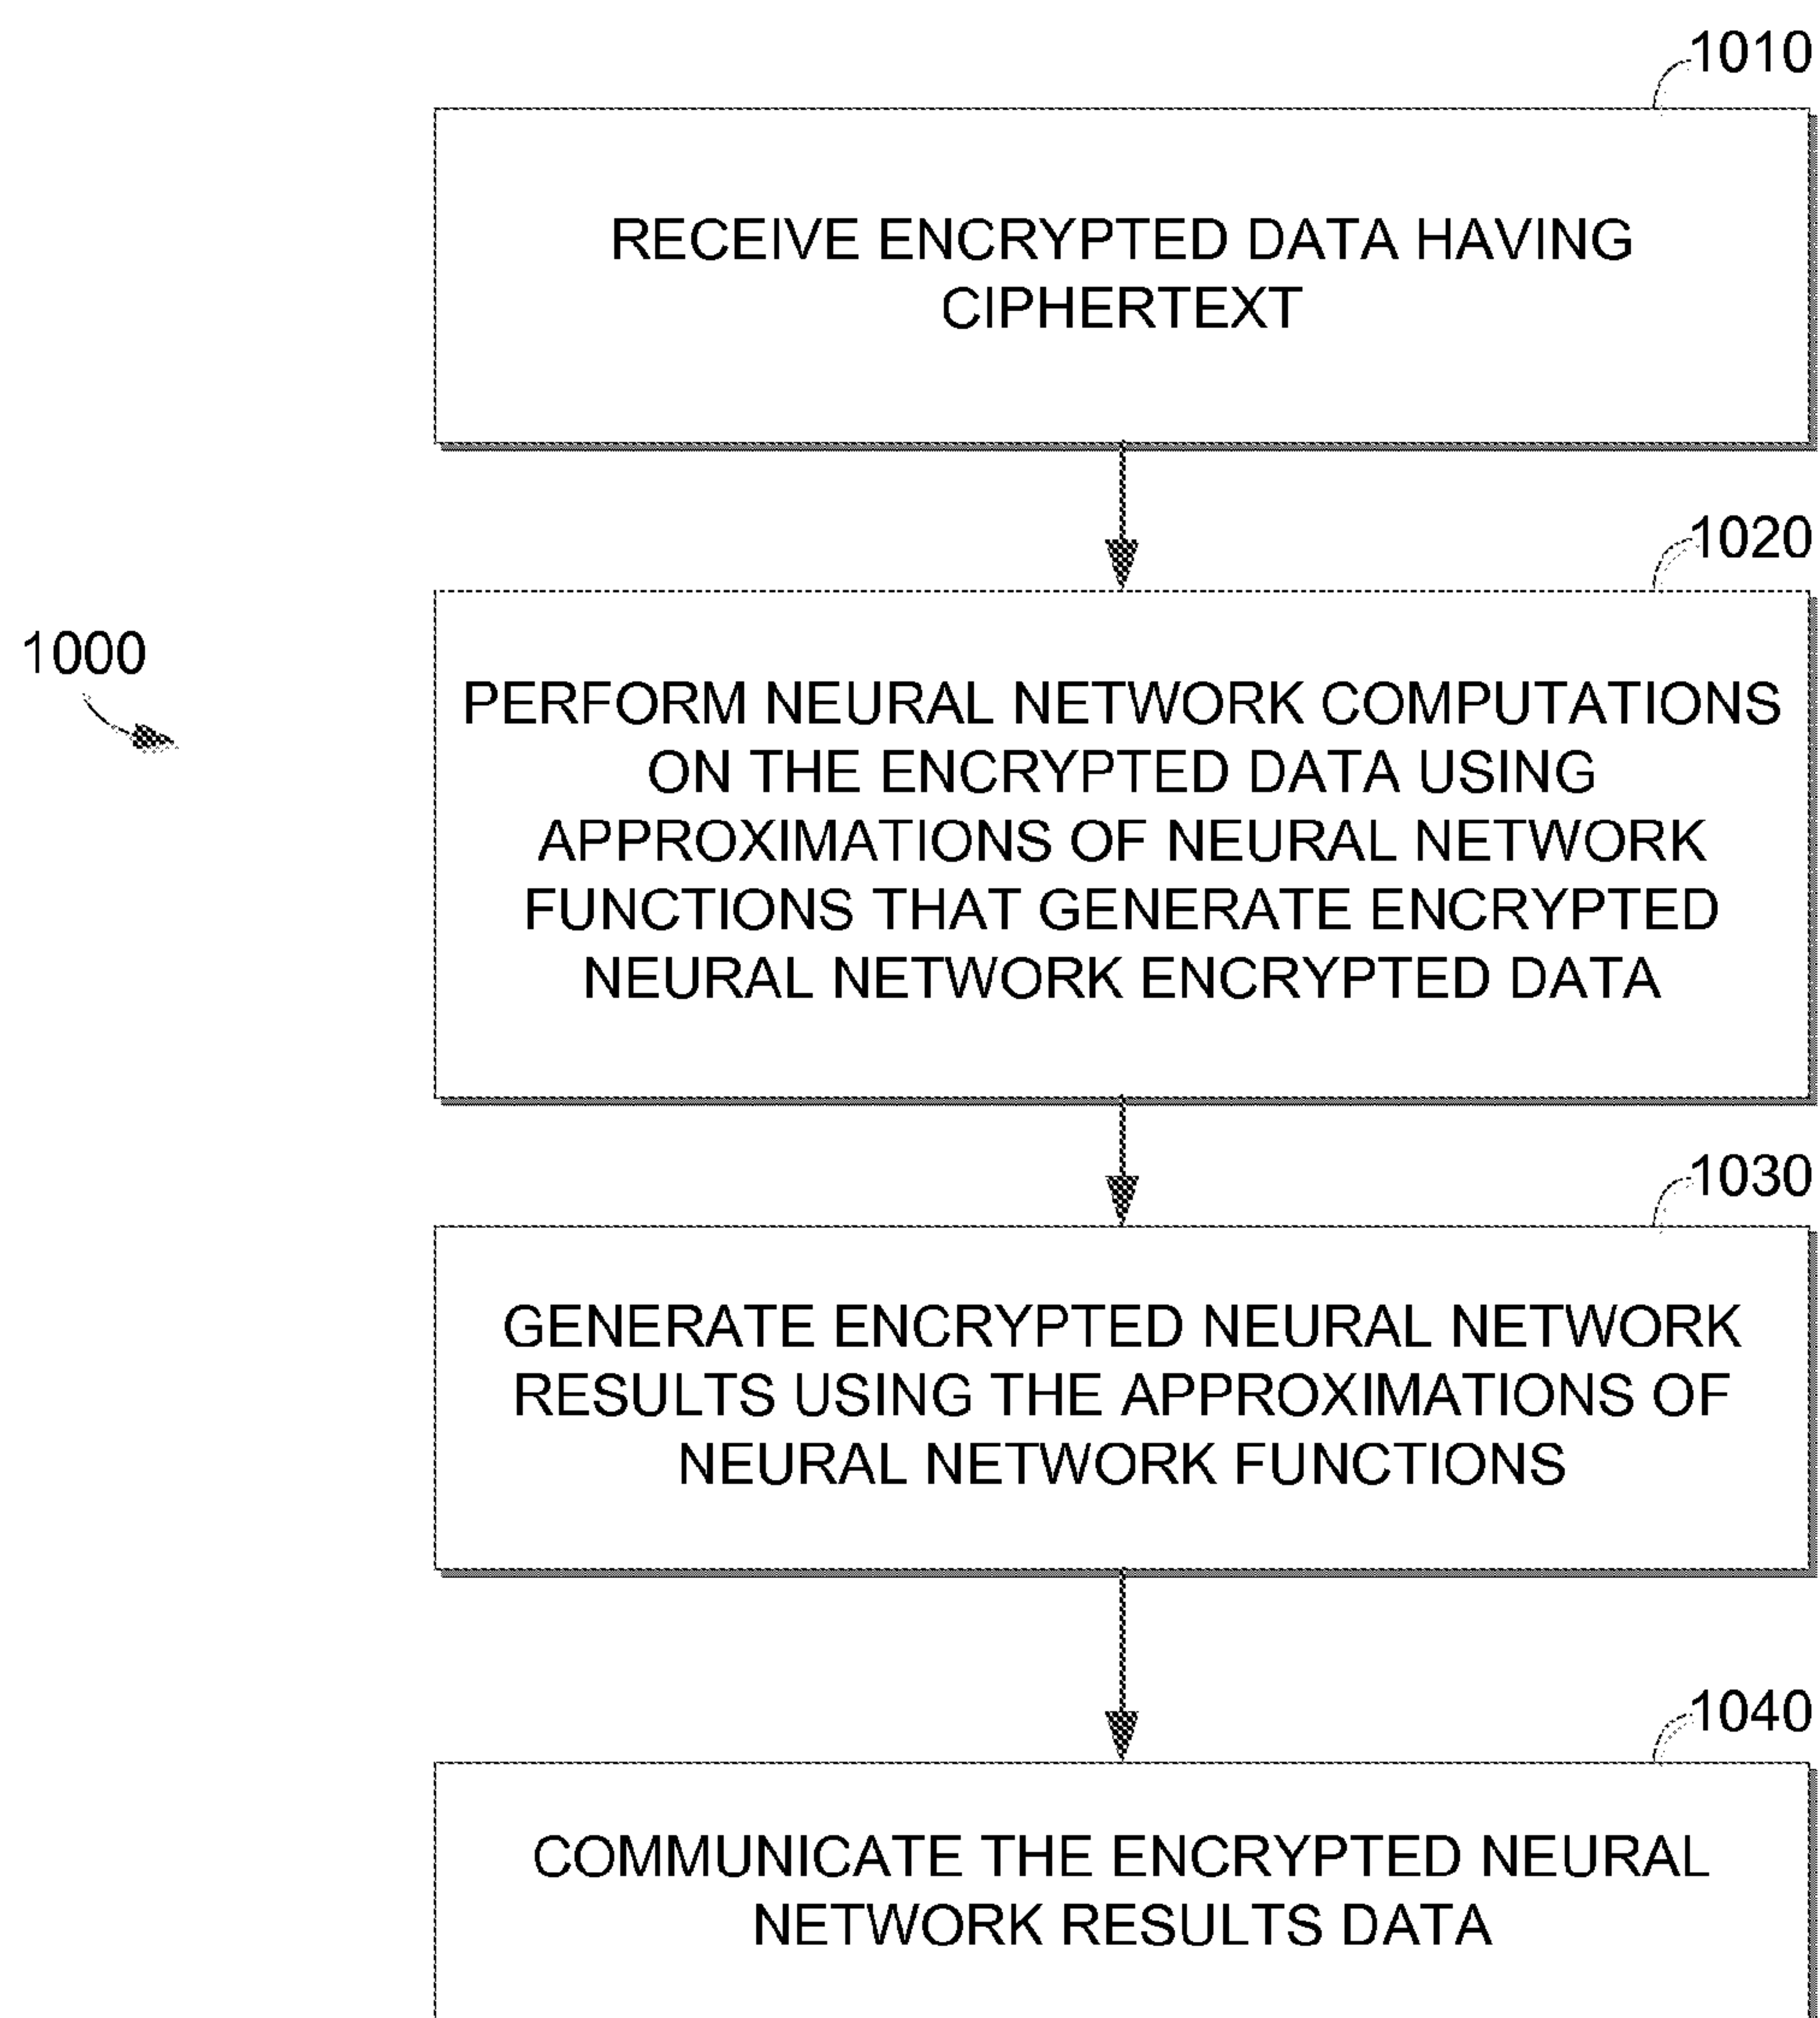 1010
RECEIVE ENCRYPTED DATA HAVING
CIPHERTEXT
1020
1000
PERFORM NEURAL NETWORK COMPUTATIONS
ON THE ENCRYPTED DATA USING
APPROXIMATIONS OF NEURAL NETWORK
FUNCTIONS THAT GENERATE ENCRYPTED
NEURAL NETWORK ENCRYPTED DATA
1030
GENERATE ENCRYPTED NEURAL NETWORK
RESULTS USING THE APPROXIMATIONS OF
NEURAL NETWORK FUNCTIONS
1040
COMMUNICATE THE ENCRYPTED NEURAL
NETWORK RESULTS DATA